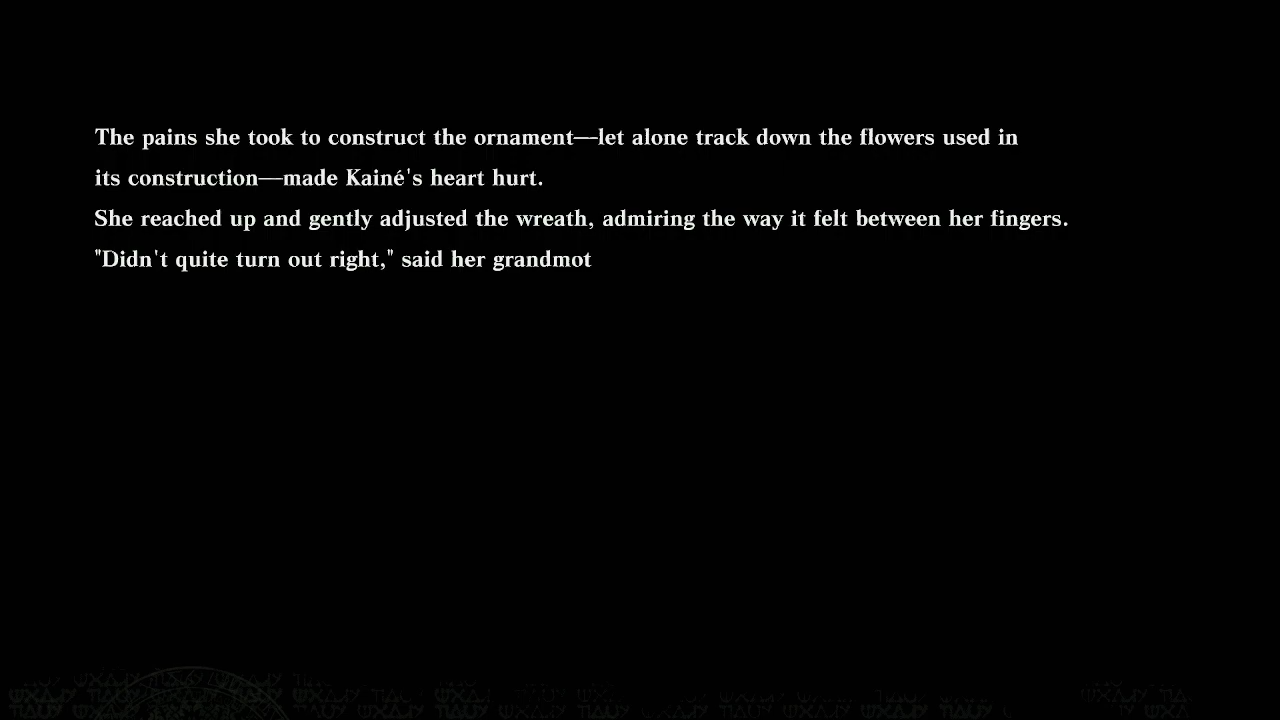 The pains she took to construct the ornament—let alone track down the flowers used in
its construction—made Kainé's heart hurt.
She reached up and gently adjusted the wreath, admiring the way it felt between her fingers.
"Didn't quite turn out right," said her grandmot